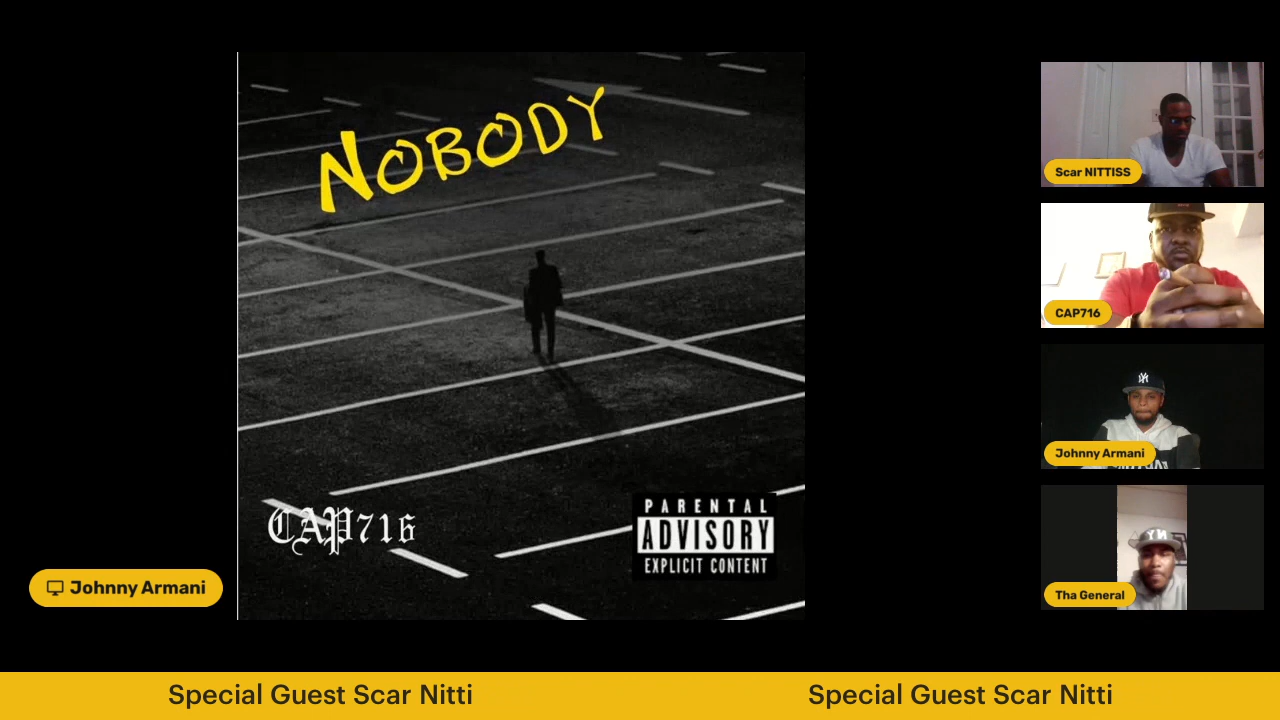 NOBODY
CAP716
PARENTAL
ADVISORY
EXPLICIT CONTENT
Johnny Armani
Scar NITTISS
CAP716
Johnny Armani
Tha General
Special Guest Scar Nitti
Special Guest Scar Nitti